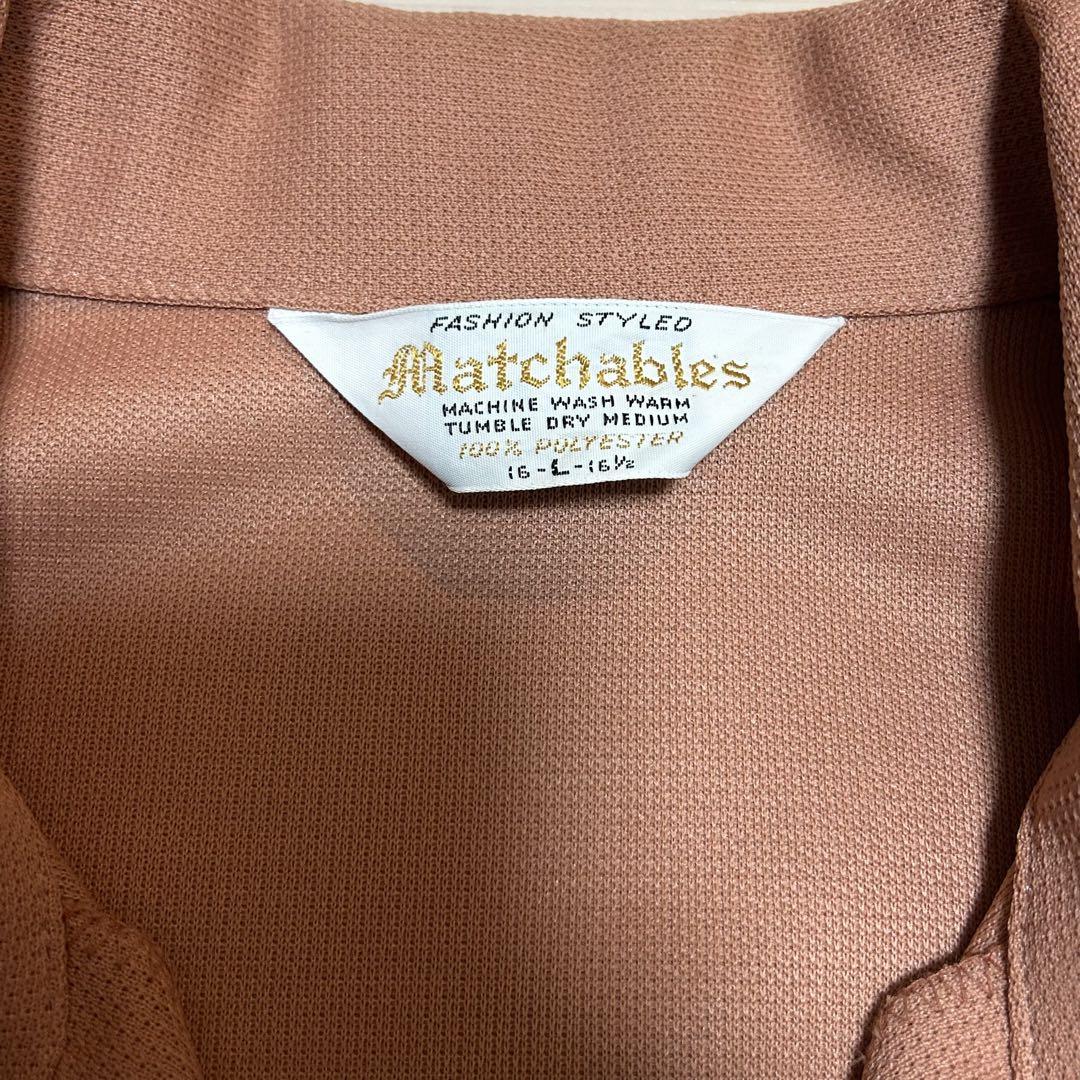 FASHION STYLED
Matchables
MACHINE WASH WARM
TUMBLE DRY MEDIUM
100% POLYESTER
16-L-16½